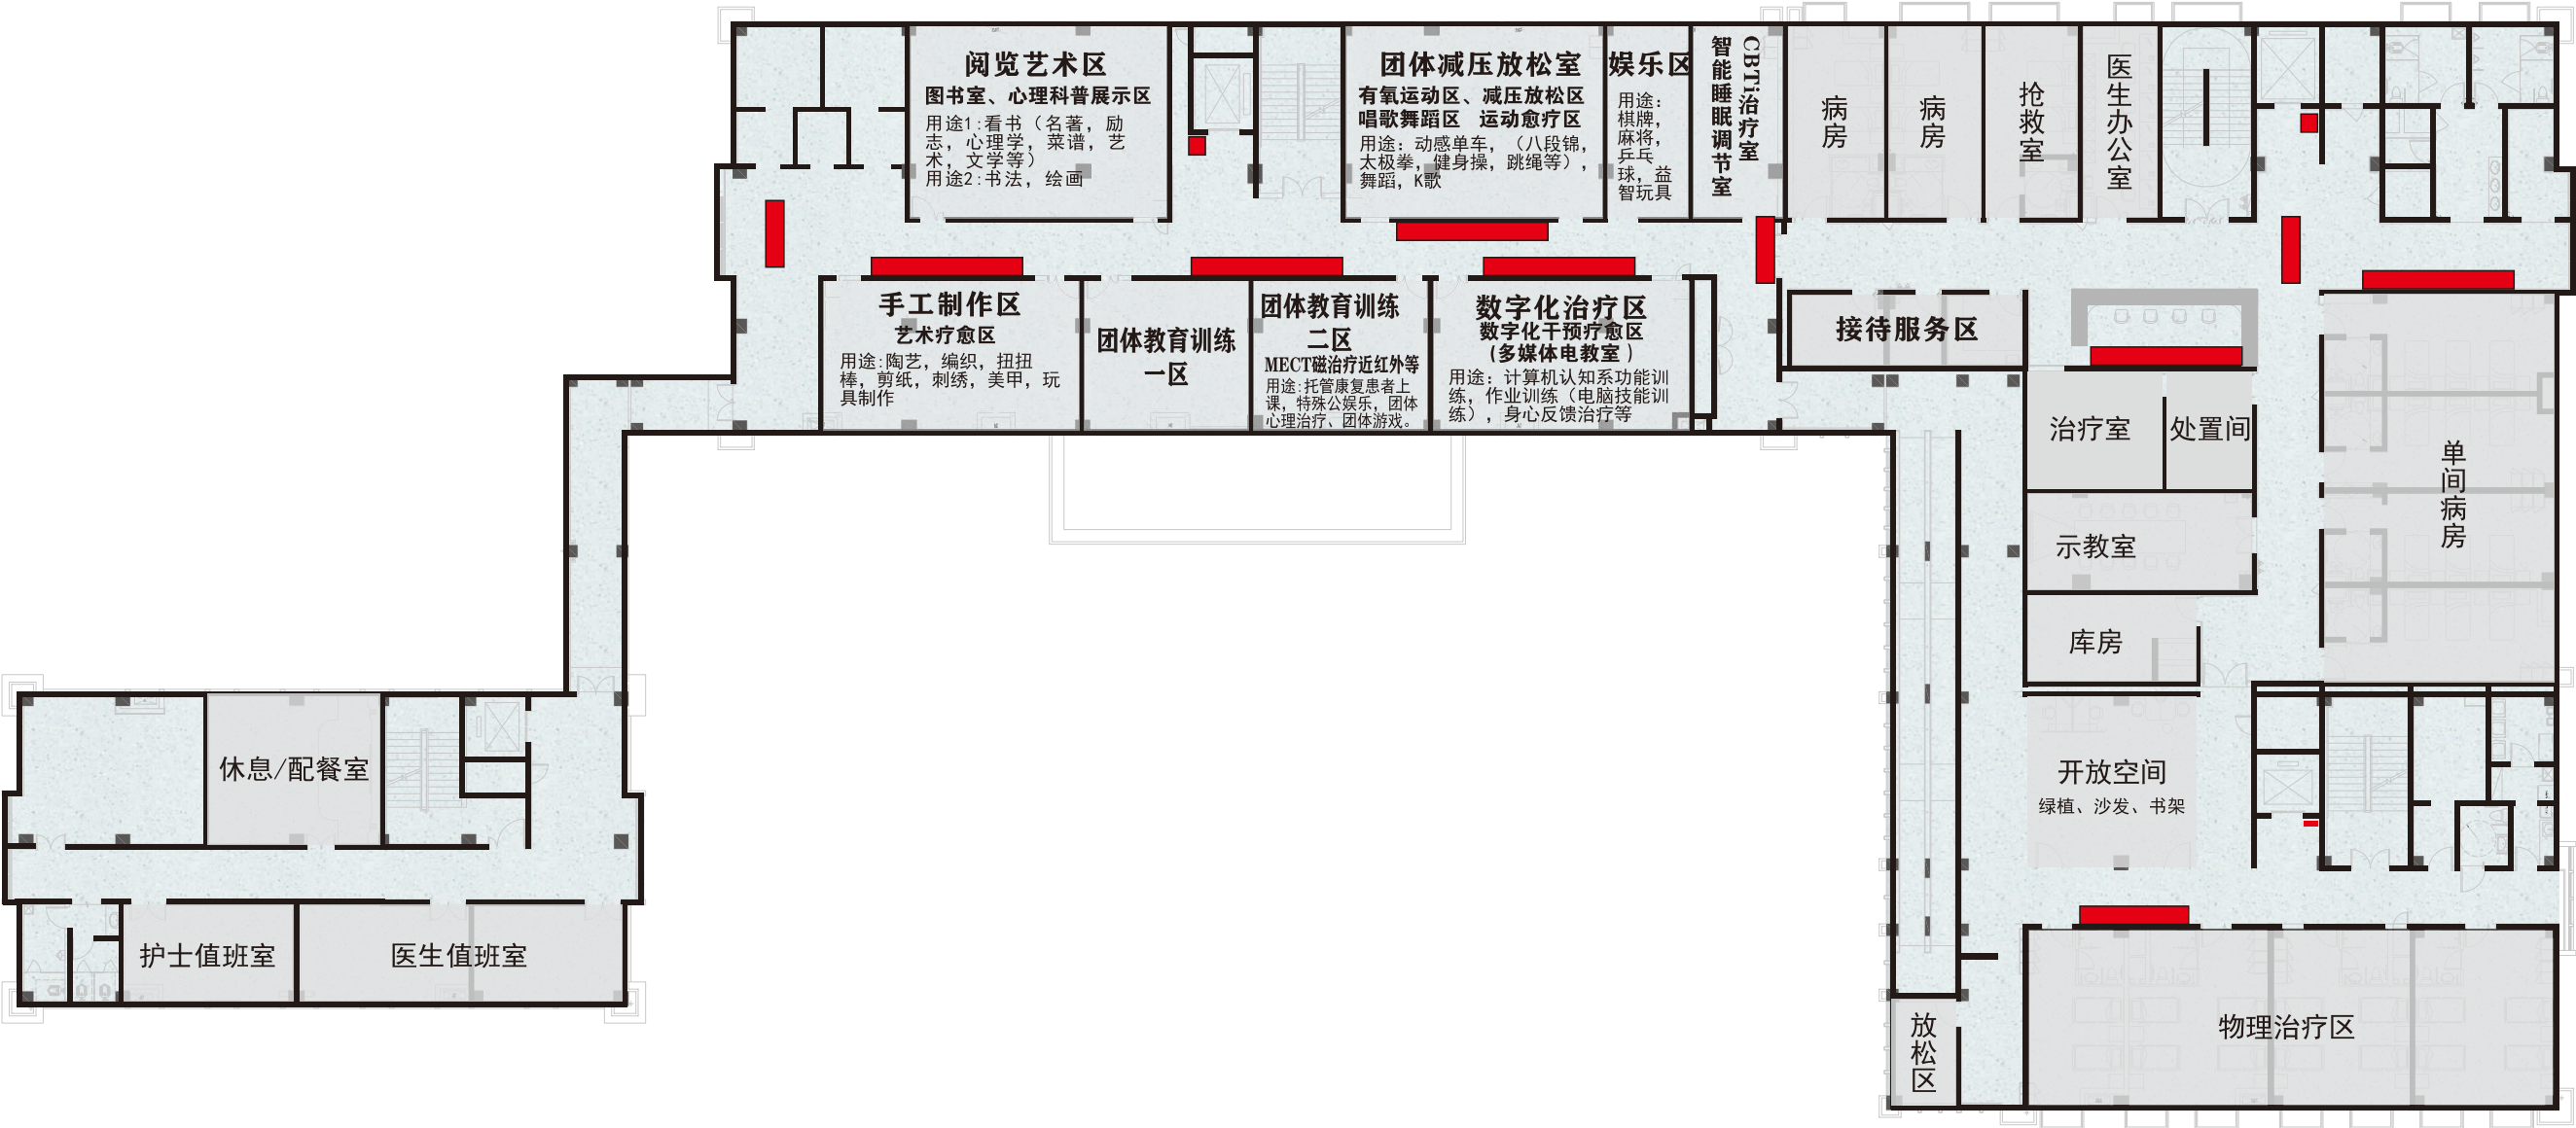 阅览艺术区
图书室、心理科普展示区
用途1:看书（名著，励
志，心理学，菜谱，艺
术，文学等）
用途2:书法，绘画
团体减压放松室
有氧运动区、减压放松区
唱歌舞蹈区 运动愈疗区
用途：动感单车，（八段锦，
太极拳，健身操，跳绳等），
舞蹈，K歌
娱乐区
用途：
棋牌，
麻将，
乒乓
球，益
智玩具
CBTi治疗室
智能睡眠调节室
病房
病房
抢救室
医生办公室
手工制作区
艺术疗愈区
用途:陶艺，编织，扭扭
棒，剪纸，刺绣，美甲，玩
具制作
团体教育训练
一区
团体教育训练
二区
MECT磁治疗近红外等
用途:托管康复患者上
课，特殊公娱乐，团体
心理治疗、团体游戏。
数字化治疗区
数字化干预疗愈区
(多媒体电教室）
用途：计算机认知系功能训
练，作业训练（电脑技能训
练），身心反馈治疗等
接待服务区
治疗室
处置间
单间病房
示教室
库房
开放空间
绿植、沙发、书架
休息/配餐室
护士值班室
医生值班室
放松区
物理治疗区